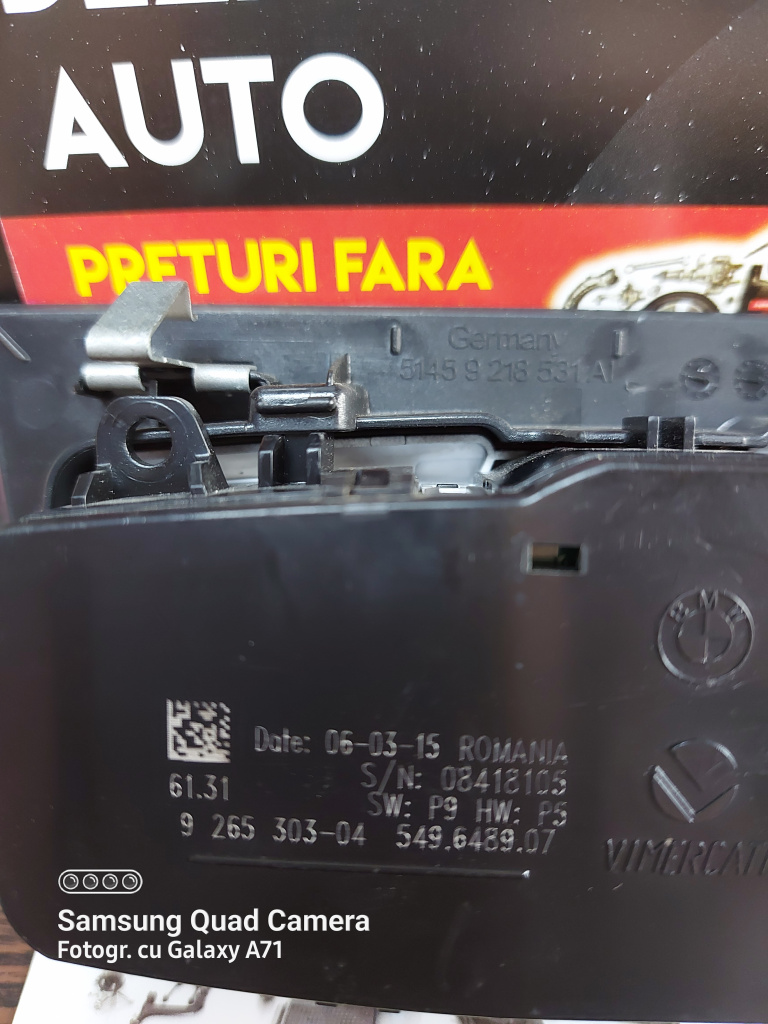 AUTO
PRETURI FARA
Germany
5145 9 218 531 AI
BMW
Date: 06-03-15 ROMANIA
S/N: 08418105
61.31
SW: P9 HW: P5
9 265 303-04 549.6489.07
VIMERCATI
Samsung Quad Camera
Fotogr. cu Galaxy A71